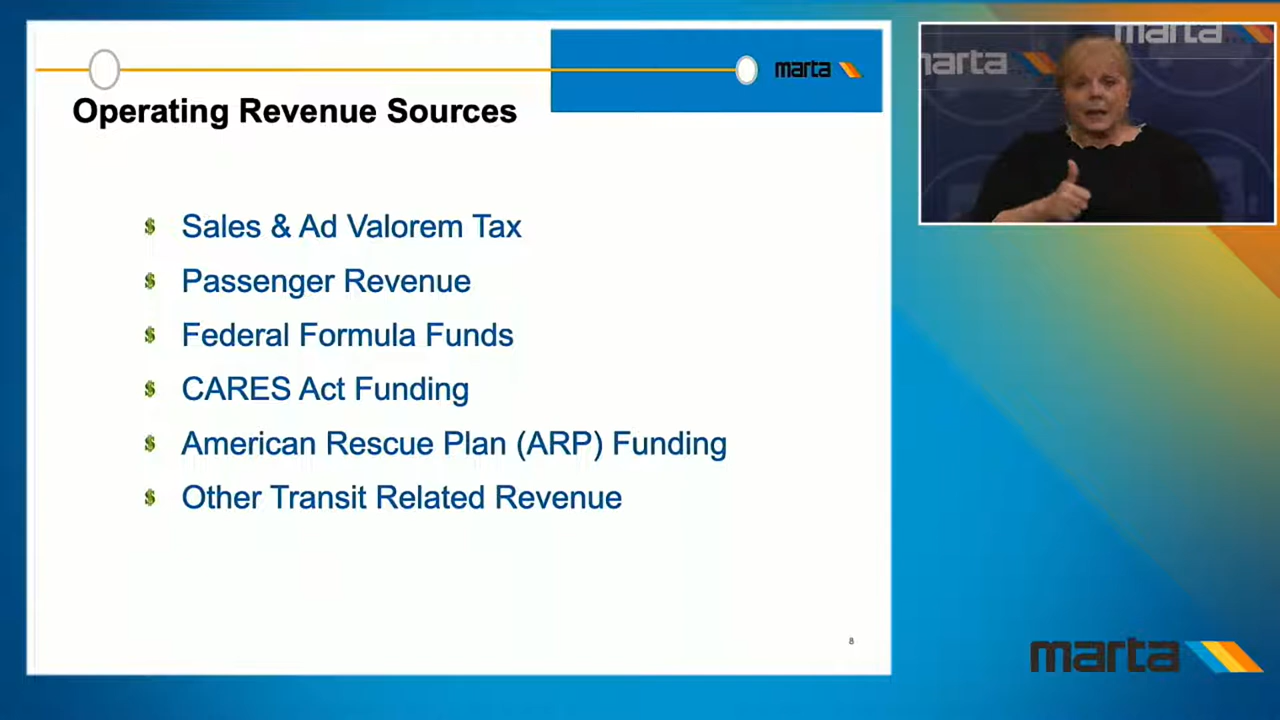 marta
Operating Revenue Sources
Sales & Ad Valorem Tax
Passenger Revenue
Federal Formula Funds
CARES Act Funding
American Rescue Plan (ARP) Funding
Other Transit Related Revenue
8
marta
marta
marta